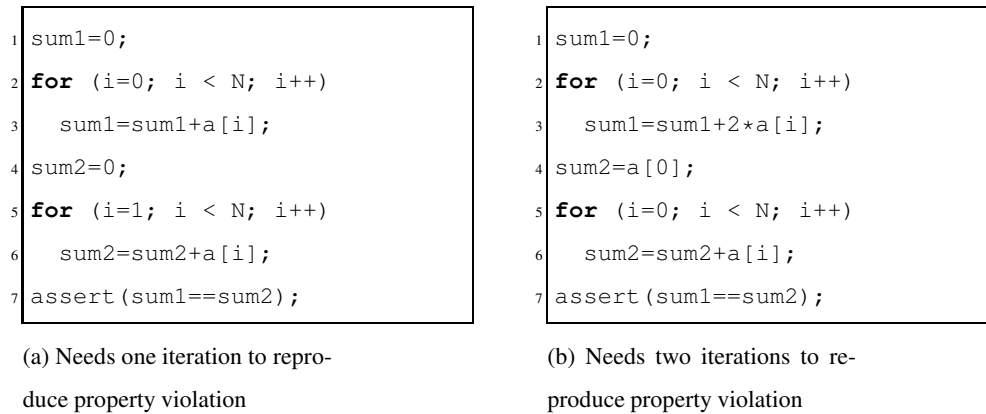 1 sum1=0;
2 for (i=0; i < N; i++)
3 sum1=sum1+a[i];
4 sum2=0;
5 for (i=1; i < N; i++)
6 sum2=sum2+a[i];
7 assert(sum1==sum2);
(a) Needs one iteration to repro-
duce property violation
1 sum1=0;
2 for (i=0; i < N; i++)
3 sum1=sum1+2*a[i];
4 sum2=a[0];
5 for (i=0; i < N; i++)
6 sum2=sum2+a[i];
7 assert(sum1==sum2);
(b) Needs two iterations to re-
produce property violation